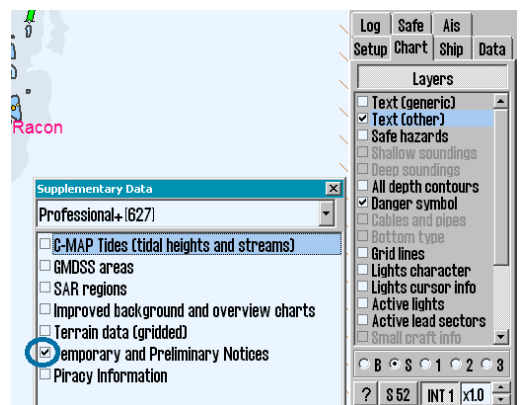 Log Safe Ais
Setup Chart Ship Data
Layers
Text (generic)
Text (other)
Safe hazards
Shallow soundings
Deep soundings
All depth contours
Danger symbol
Cables and pipes
Bottom type
Grid lines
Lights character
Lights cursor info
Active lights
Active lead sectors
Small craft info
B S 1 2 3
? S 52 INT 1 x1.0
Racon
Supplementary Data
Professional+ (627)
C-MAP Tides (tidal heights and streams)
GMDSS areas
SAR regions
Improved background and overview charts
Terrain data (gridded)
Temporary and Preliminary Notices
Piracy Information